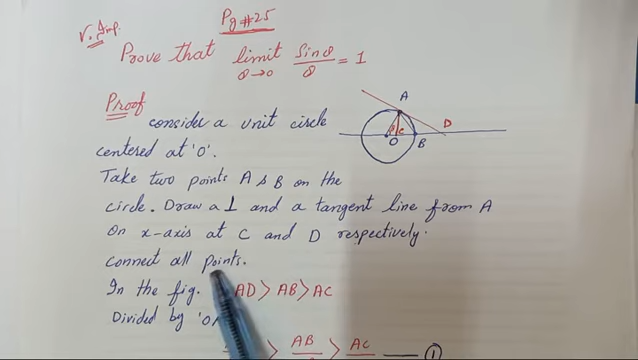 Pg#25
V. Imp.
Prove that limit sinθ/θ = 1
θ→0
Proof
consider a unit circle
centered at 'O'.
Take two points A & B on the
circle. Draw a ⊥ and a tangent line from A
on x-axis at C and D respectively.
connect all points.
In the fig. AD > AB > AC
Divided by
> AB > AC ①
A
D
θ
C
O
B